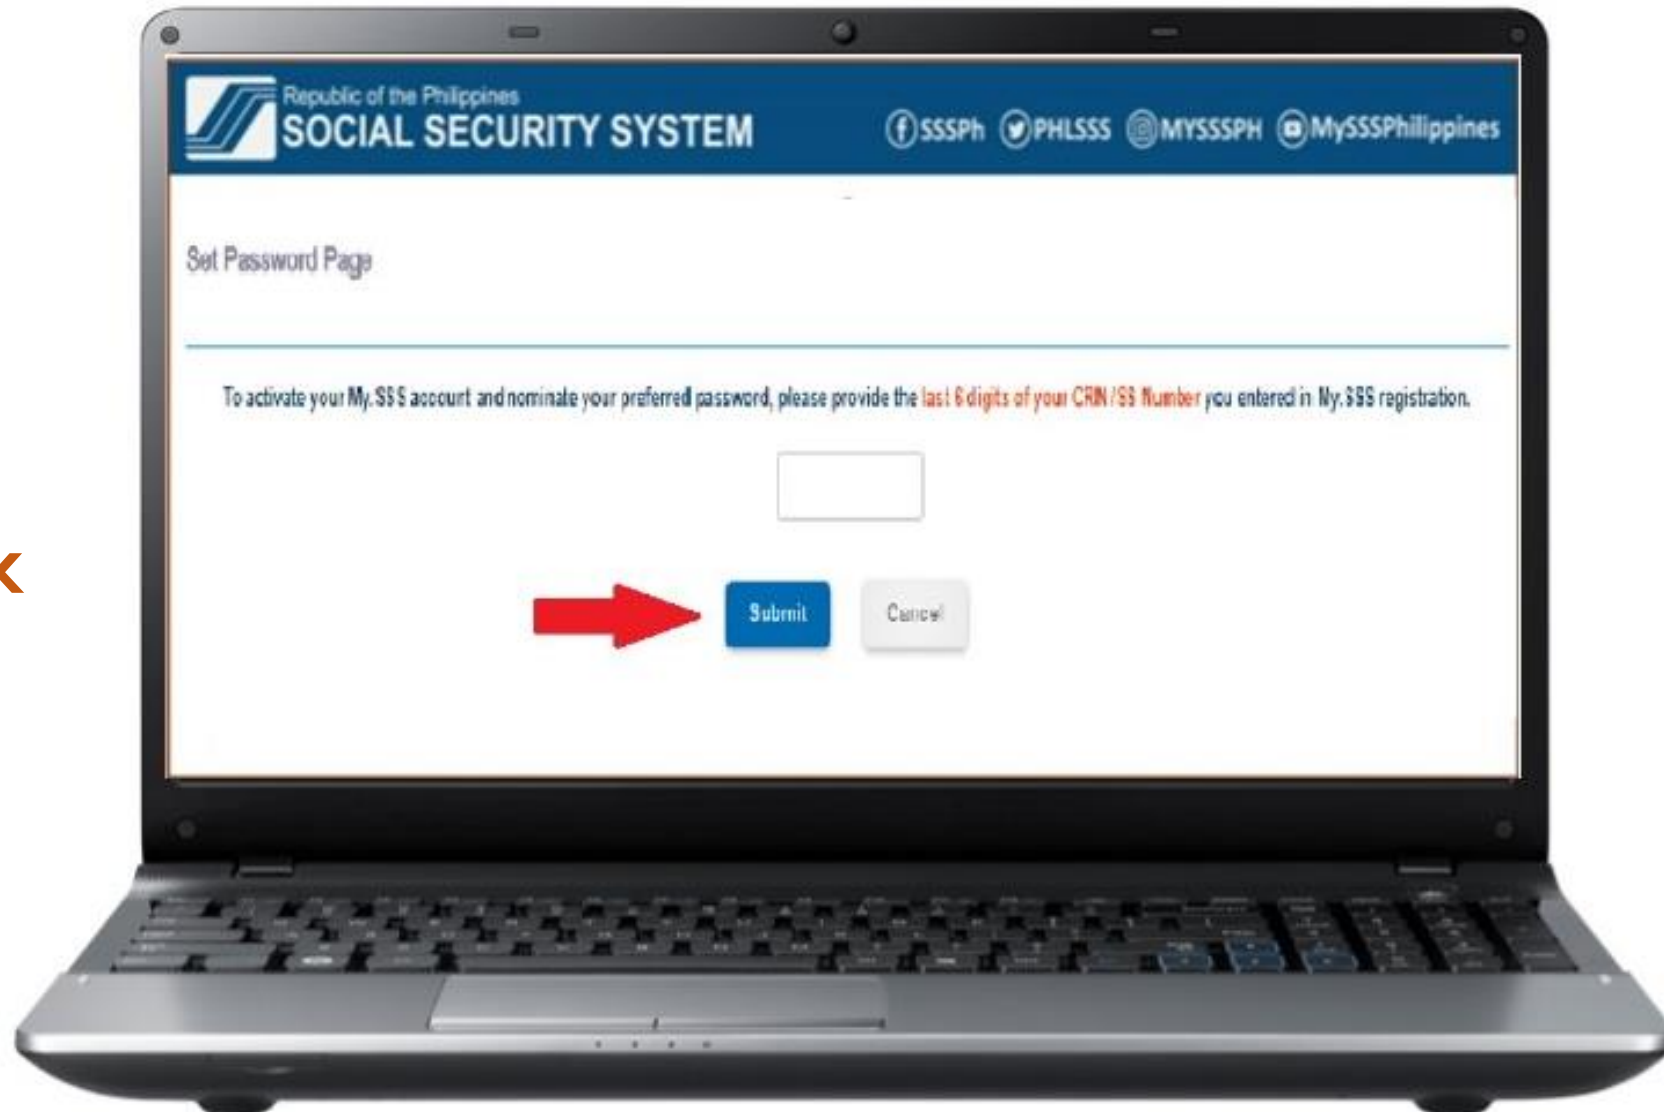 Republic of the Philippines
SOCIAL SECURITY SYSTEM
SSSPh PHLSSS MYSSSPH MySSSPhilippines
Set Password Page
To activate your My.SSS account and nominate your preferred password, please provide the last 6 digits of your CRN / SS Number you entered in My.SSS registration.
Submit Cancel